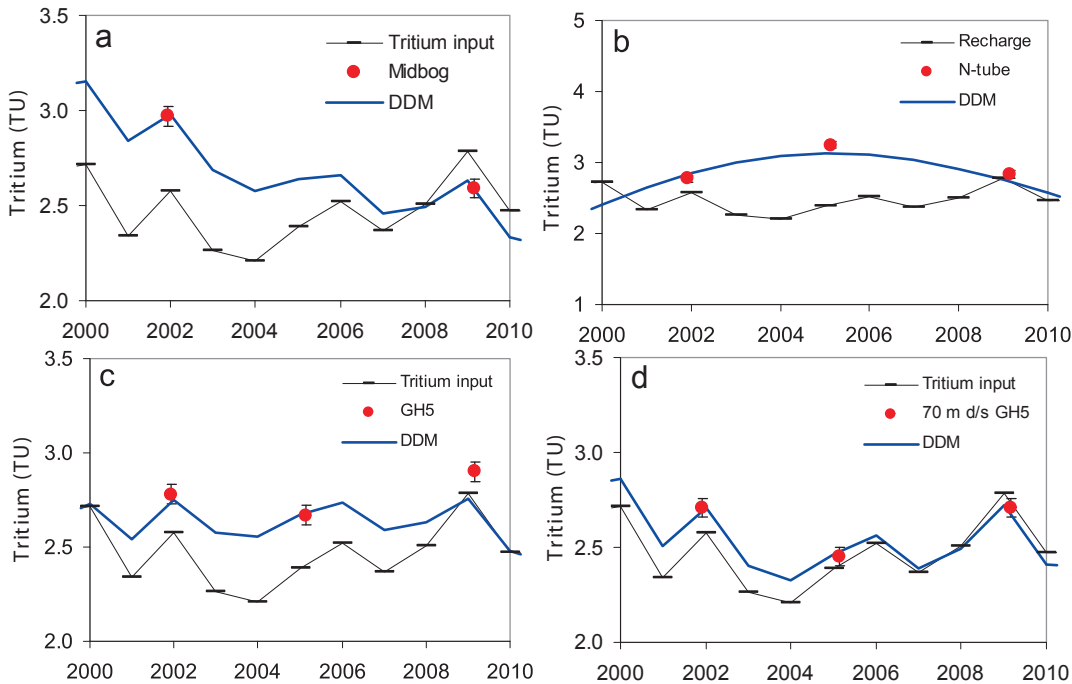 a
Tritium (TU)
3.5
3.0
2.5
2.0
Tritium input
Midbog
DDM
2000 2002 2004 2006 2008 2010
b
Tritium (TU)
5
4
3
2
1
Recharge
N-tube
DDM
2000 2002 2004 2006 2008 2010
c
Tritium (TU)
3.5
3.0
2.5
2.0
Tritium input
GH5
DDM
2000 2002 2004 2006 2008 2010
d
Tritium (TU)
3.5
3.0
2.5
2.0
Tritium input
70 m d/s GH5
DDM
2000 2002 2004 2006 2008 2010